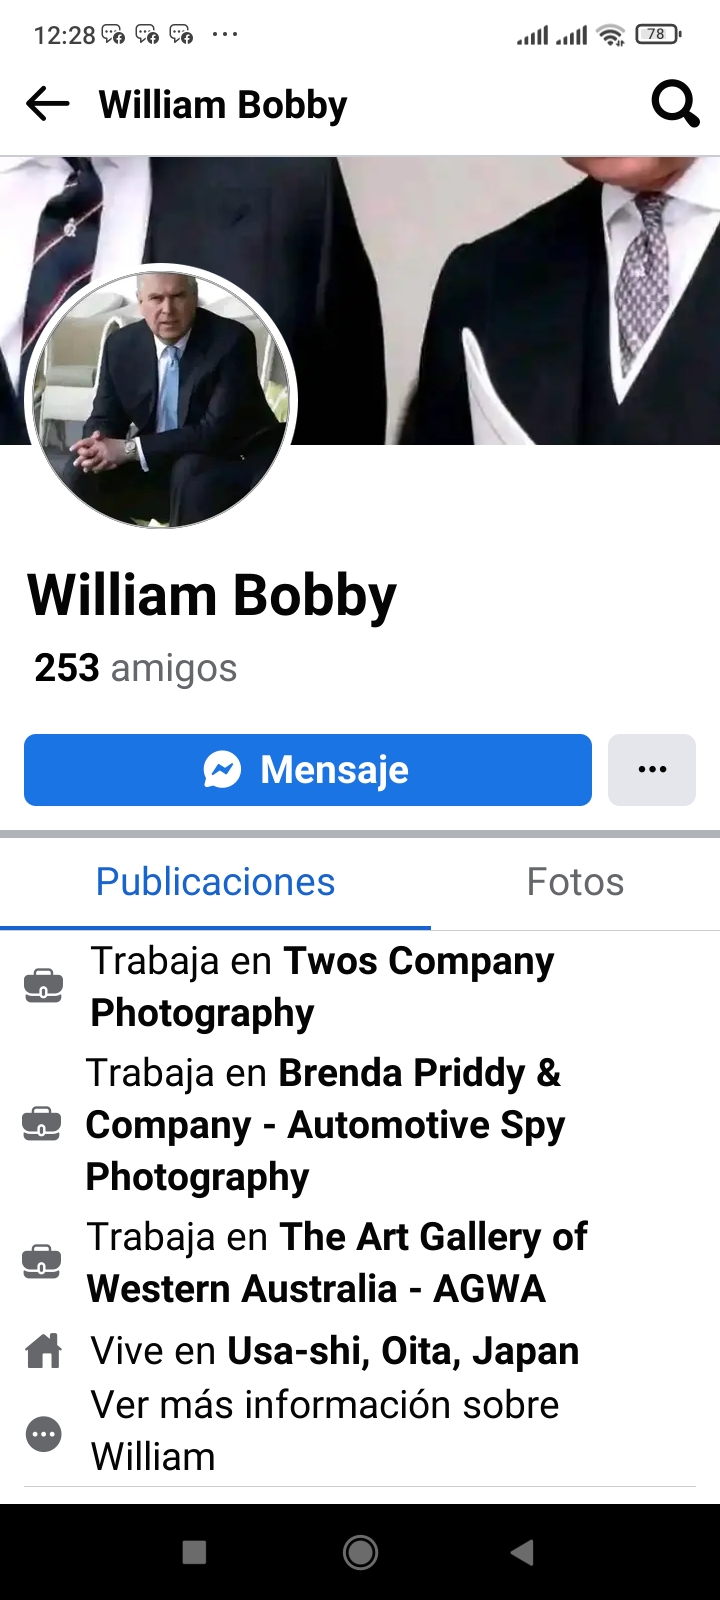 12:28
78
William Bobby
William Bobby
253 amigos
Mensaje
Publicaciones
Fotos
Trabaja en Twos Company
Photography
Trabaja en Brenda Priddy &
Company - Automotive Spy
Photography
Trabaja en The Art Gallery of
Western Australia - AGWA
Vive en Usa-shi, Oita, Japan
Ver más información sobre
William